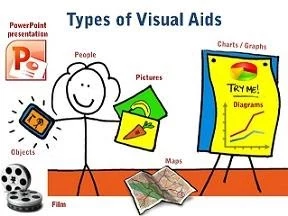 Types of Visual Aids
PowerPoint
presentation
P
People
Charts / Graphs
Pictures
TRY ME!
Diagrams
Objects
Maps
Film